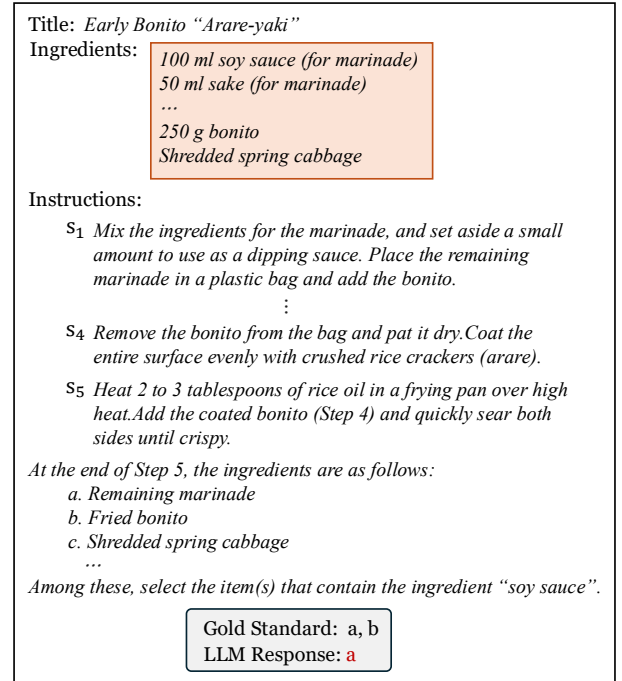 Title: Early Bonito “Arare-yaki”
Ingredients:
100 ml soy sauce (for marinade)
50 ml sake (for marinade)
…
250 g bonito
Shredded spring cabbage
Instructions:
s1 Mix the ingredients for the marinade, and set aside a small
amount to use as a dipping sauce. Place the remaining
marinade in a plastic bag and add the bonito.
⋮
s4 Remove the bonito from the bag and pat it dry.Coat the
entire surface evenly with crushed rice crackers (arare).
s5 Heat 2 to 3 tablespoons of rice oil in a frying pan over high
heat.Add the coated bonito (Step 4) and quickly sear both
sides until crispy.
At the end of Step 5, the ingredients are as follows:
a. Remaining marinade
b. Fried bonito
c. Shredded spring cabbage
…
Among these, select the item(s) that contain the ingredient “soy sauce”.
Gold Standard: a, b
LLM Response: a